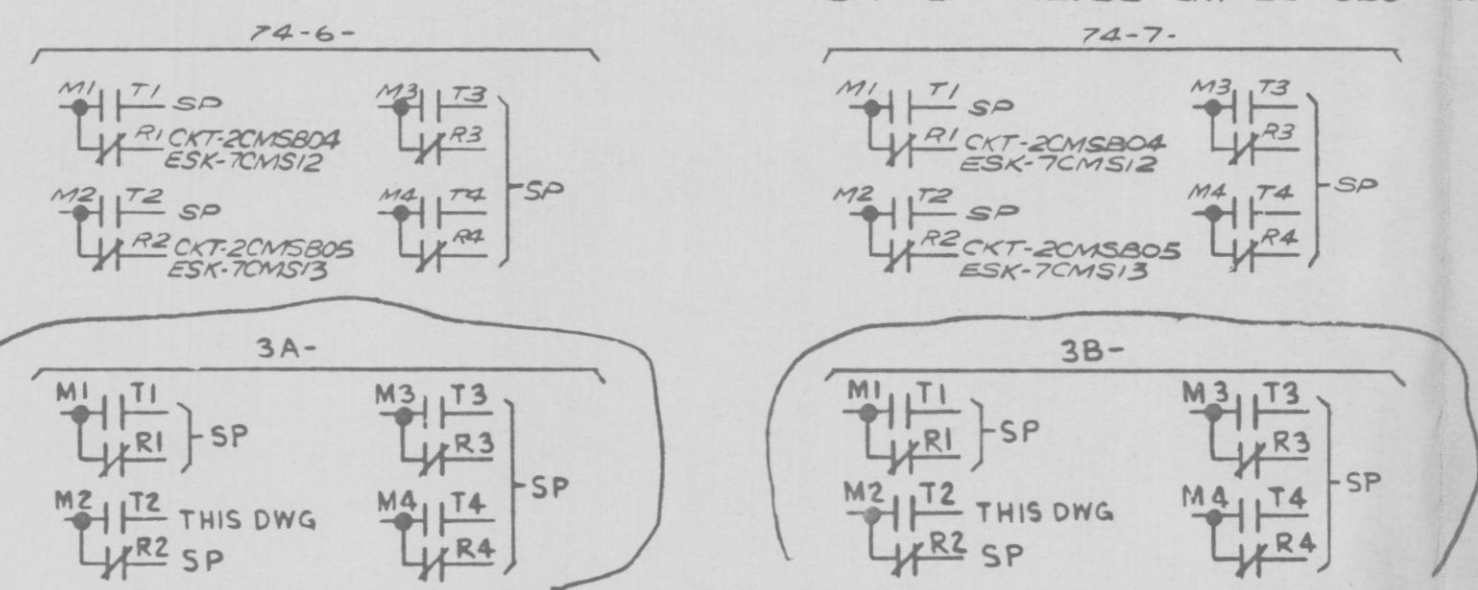 74-6-
M1 T1 SP
R1 CKT-2CMSB04
ESK-7CMS12
M2 T2 SP
R2 CKT-2CMSB05
ESK-7CMS13
M3 T3
R3
M4 T4
R4
SP
74-7-
M1 T1 SP
R1 CKT-2CMSB04
ESK-7CMS12
M2 T2 SP
R2 CKT-2CMSB05
ESK-7CMS13
M3 T3
R3
M4 T4
R4
SP
3A-
M1 T1
R1
SP
M2 T2 THIS DWG
R2 SP
M3 T3
R3
M4 T4
R4
SP
3B-
M1 T1
R1
SP
M2 T2 THIS DWG
R2 SP
M3 T3
R3
M4 T4
R4
SP